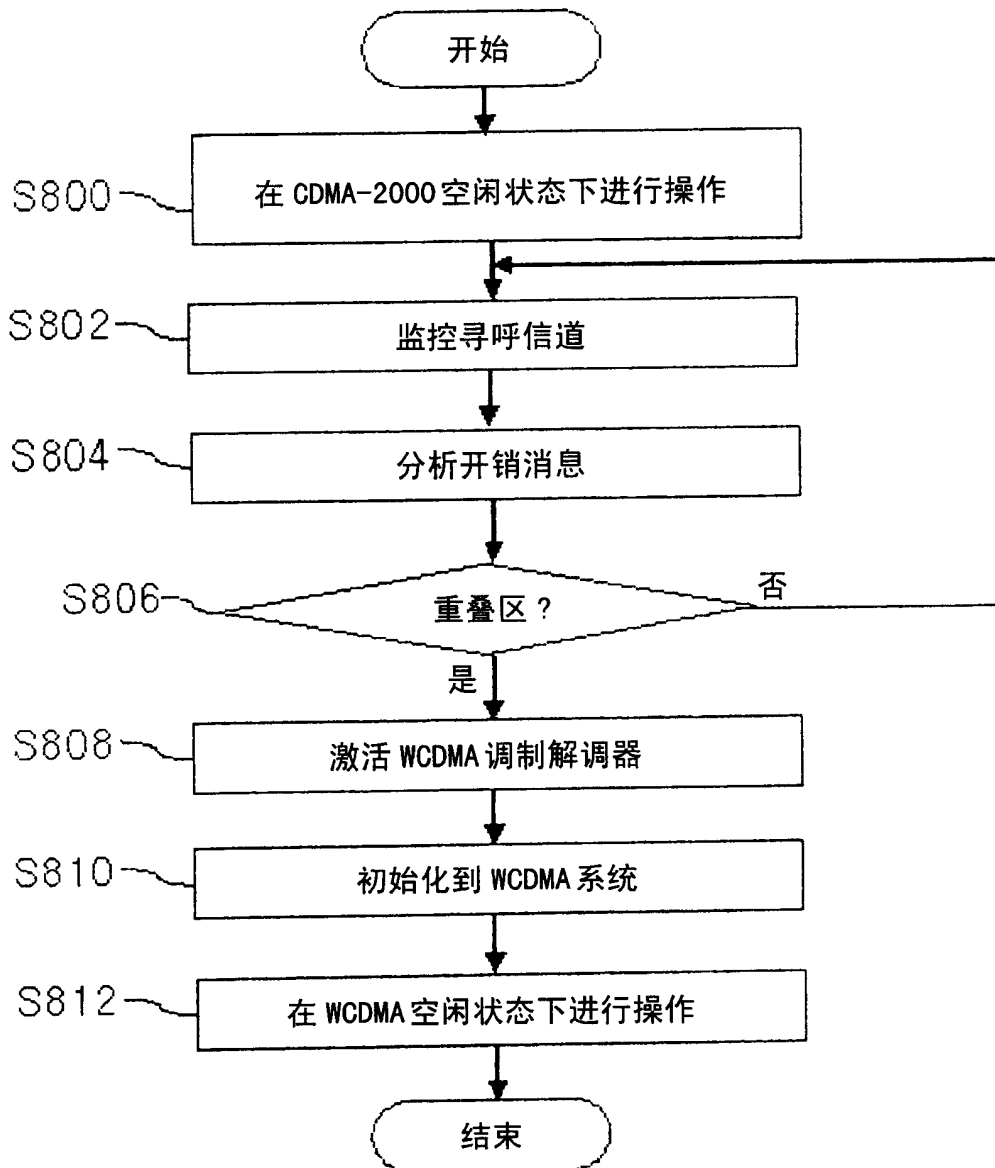 开始
S800
在 CDMA-2000 空闲状态下进行操作
S802
监控寻呼信道
S804
分析开销消息
S806
重叠区？
否
是
S808
激活 WCDMA 调制解调器
S810
初始化到 WCDMA 系统
S812
在 WCDMA 空闲状态下进行操作
结束